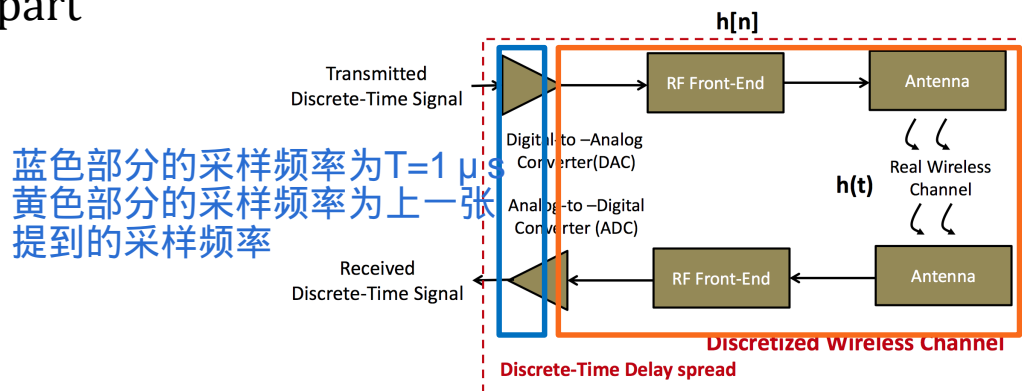 part
h[n]
Transmitted
Discrete-Time Signal
RF Front-End
Antenna
Digital-to –Analog
Converter(DAC)
蓝色部分的采样频率为T=1 μs
黄色部分的采样频率为上一张
提到的采样频率
h(t)
Real Wireless
Channel
Analog-to –Digital
Converter (ADC)
Received
Discrete-Time Signal
RF Front-End
Antenna
Discretized Wireless Channel
Discrete-Time Delay spread